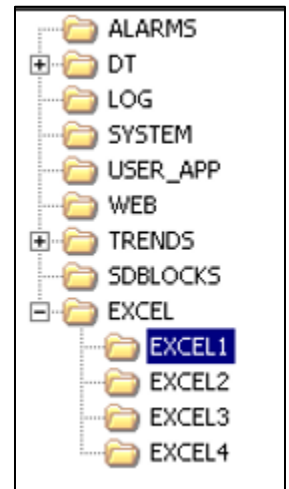 ALARMS
DT
LOG
SYSTEM
USER_APP
WEB
TRENDS
SDBLOCKS
EXCEL
EXCEL1
EXCEL2
EXCEL3
EXCEL4